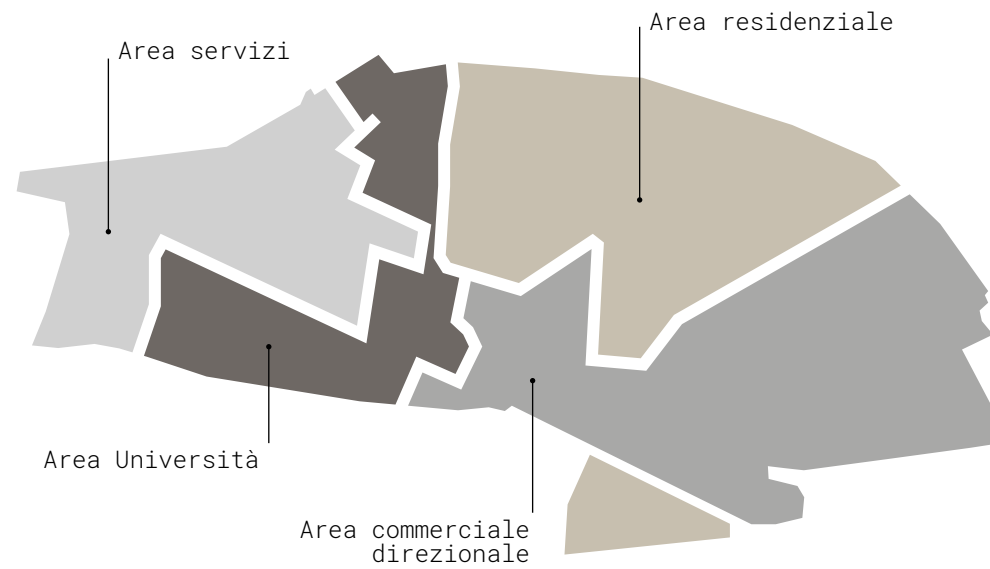 Area residenziale
Area servizi
Area Università
Area commerciale
direzionale